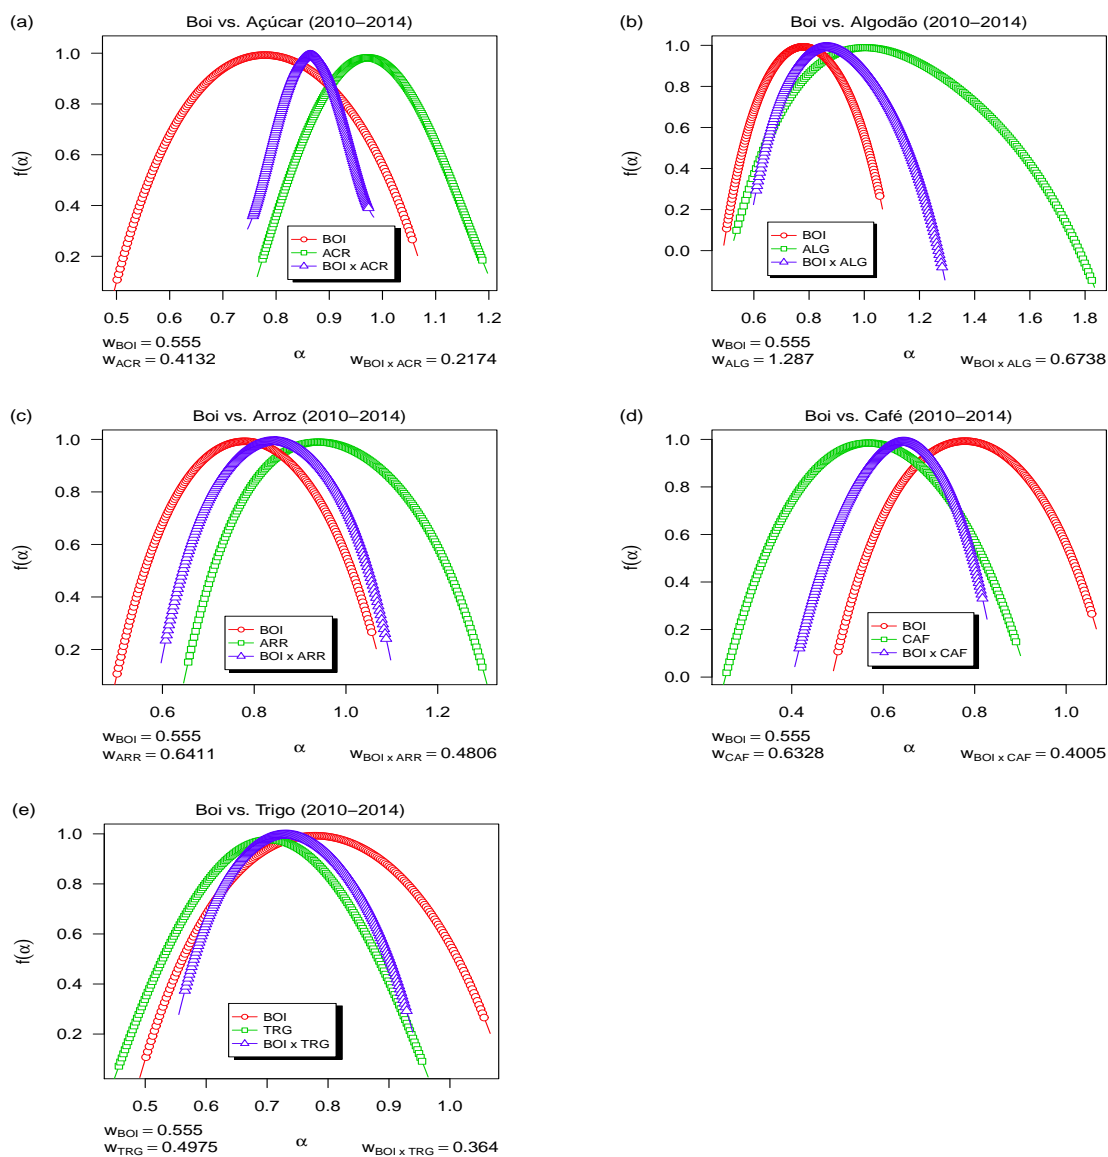 (a)
Boi vs. Açúcar (2010−2014)
f(α)
1.0
0.8
0.6
0.4
0.2
BOI
ACR
BOI x ACR
0.5 0.6 0.7 0.8 0.9 1.0 1.1 1.2
α
wBOI = 0.555
wACR = 0.4132
wBOI x ACR = 0.2174
(b)
Boi vs. Algodão (2010−2014)
f(α)
1.0
0.8
0.6
0.4
0.2
0.0
BOI
ALG
BOI x ALG
0.6 0.8 1.0 1.2 1.4 1.6 1.8
α
wBOI = 0.555
wALG = 1.287
wBOI x ALG = 0.6738
(c)
Boi vs. Arroz (2010−2014)
f(α)
1.0
0.8
0.6
0.4
0.2
BOI
ARR
BOI x ARR
0.6 0.8 1.0 1.2
α
wBOI = 0.555
wARR = 0.6411
wBOI x ARR = 0.4806
(d)
Boi vs. Café (2010−2014)
f(α)
1.0
0.8
0.6
0.4
0.2
0.0
BOI
CAF
BOI x CAF
0.4 0.6 0.8 1.0
α
wBOI = 0.555
wCAF = 0.6328
wBOI x CAF = 0.4005
(e)
Boi vs. Trigo (2010−2014)
f(α)
1.0
0.8
0.6
0.4
0.2
BOI
TRG
BOI x TRG
0.5 0.6 0.7 0.8 0.9 1.0
α
wBOI = 0.555
wTRG = 0.4975
wBOI x TRG = 0.364